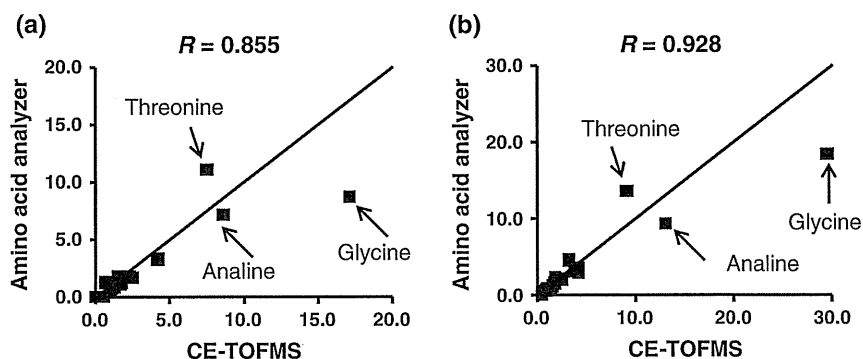 (a)
R = 0.855
Amino acid analyzer
20.0
15.0
10.0
5.0
0.0
0.0
5.0
10.0
15.0
20.0
CE-TOFMS
Threonine
Analine
Glycine
(b)
R = 0.928
Amino acid analyzer
30.0
20.0
10.0
0.0
0.0
10.0
20.0
30.0
CE-TOFMS
Threonine
Analine
Glycine